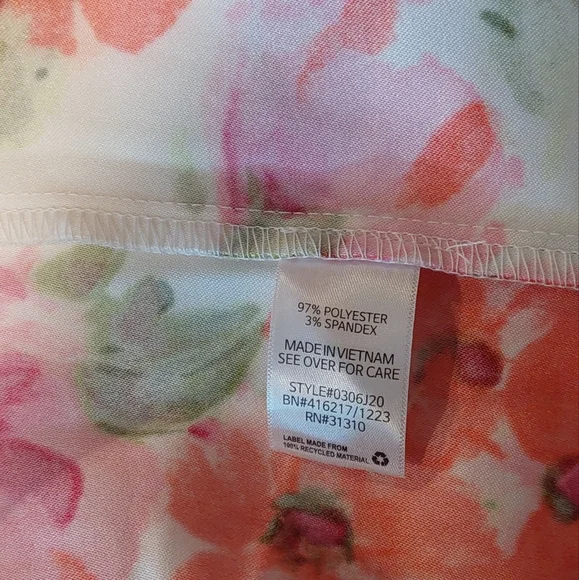 97% POLYESTER
3% SPANDEX
MADE IN VIETNAM
SEE OVER FOR CARE
STYLE#0306J20
BN#416217/1223
RN#31310
LABEL MADE FROM
100% RECYCLED MATERIAL